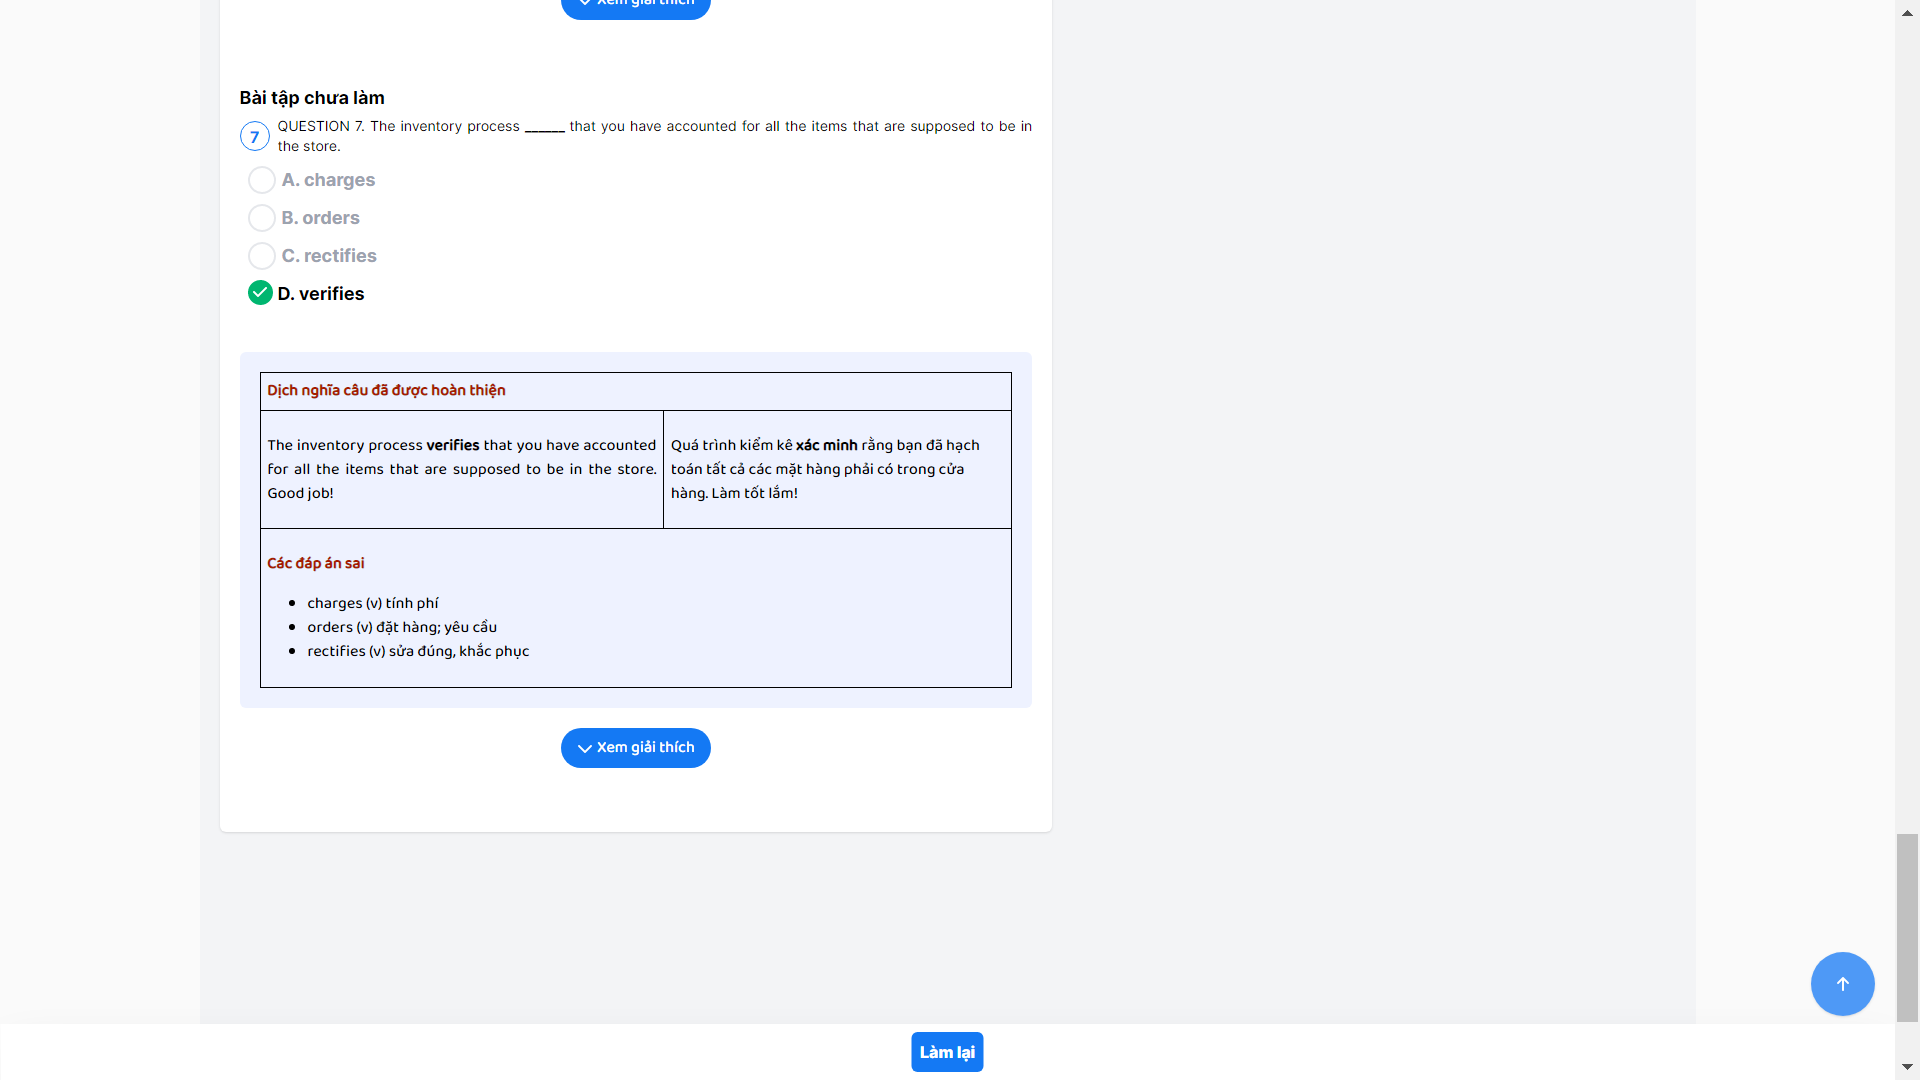 Xem giải thích
Bài tập chưa làm
7
QUESTION 7. The inventory process ______ that you have accounted for all the items that are supposed to be in
the store.
A. charges
B. orders
C. rectifies
D. verifies
Dịch nghĩa câu đã được hoàn thiện
The inventory process verifies that you have accounted
for all the items that are supposed to be in the store.
Good job!
Quá trình kiểm kê xác minh rằng bạn đã hạch
toán tất cả các mặt hàng phải có trong cửa
hàng. Làm tốt lắm!
Các đáp án sai
charges (v) tính phí
orders (v) đặt hàng; yêu cầu
rectifies (v) sửa đúng, khắc phục
Xem giải thích
Làm lại